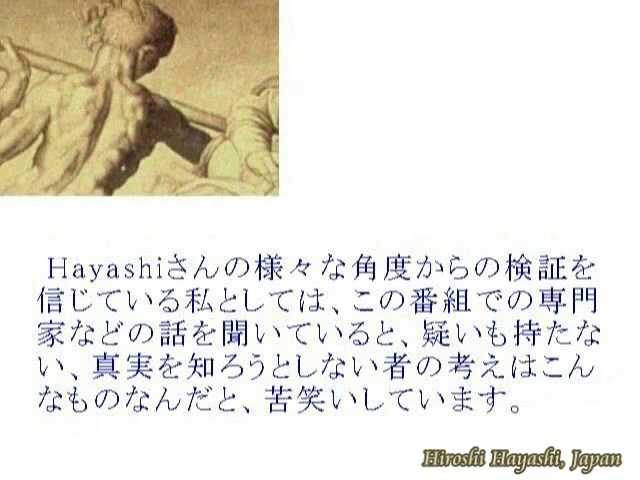 Hayashiさんの様々な角度からの検証を
信じている私としては、この番組での専門
家などの話を聞いていると、疑いも持たな
い、真実を知ろうとしない者の考えはこん
なものなんだと、苦笑いしています。
Hiroshi Hayashi, Japan